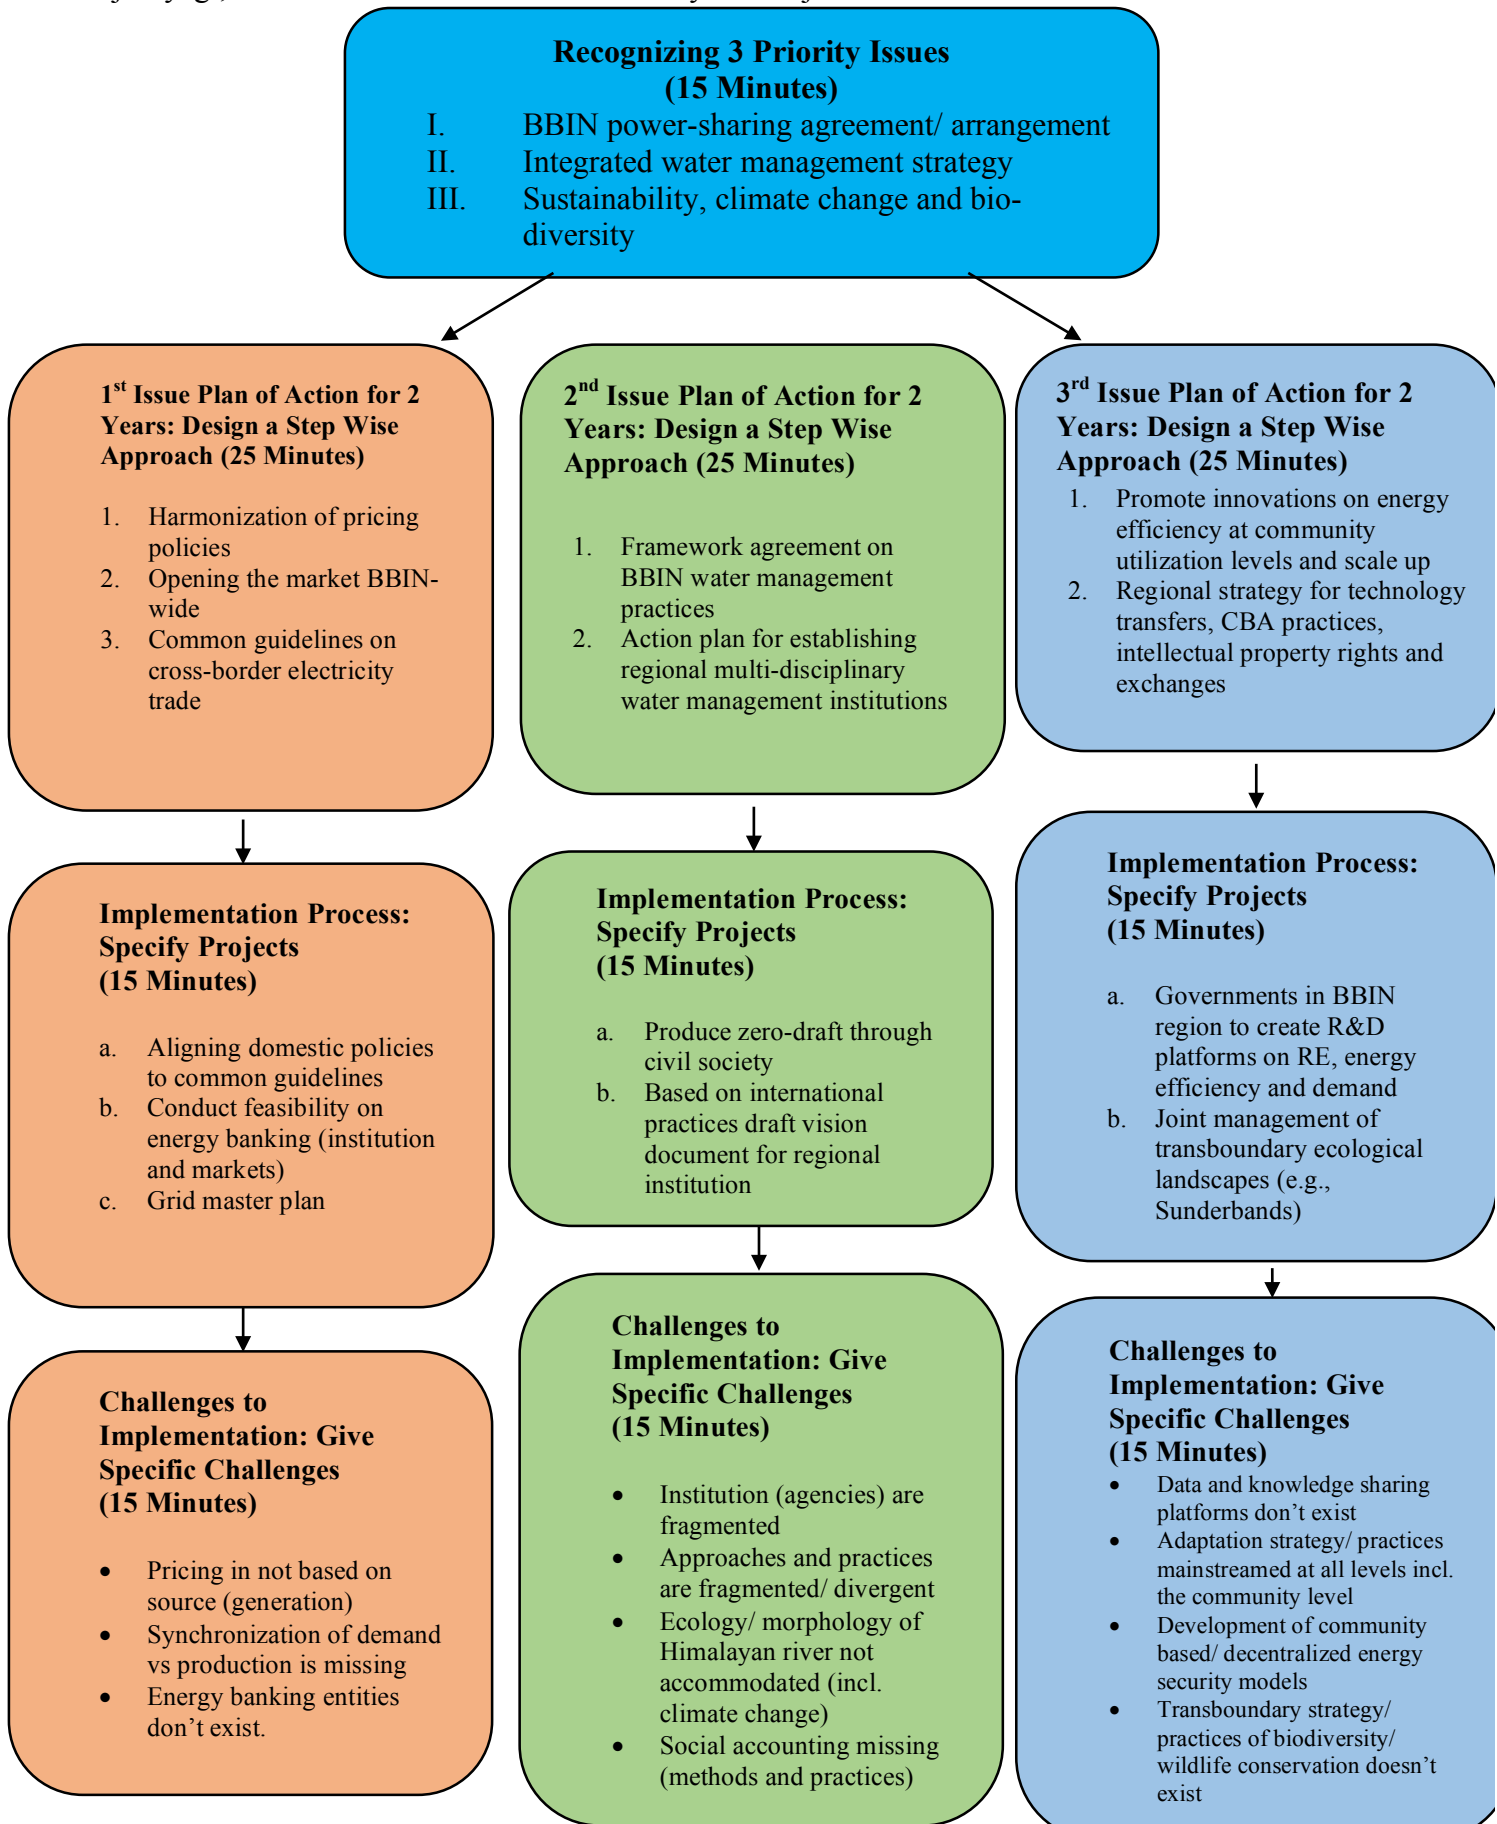 Recognizing 3 Priority Issues
(15 Minutes)
I. BBIN power-sharing agreement/ arrangement
II. Integrated water management strategy
III. Sustainability, climate change and bio-
diversity
1st Issue Plan of Action for 2
Years: Design a Step Wise
Approach (25 Minutes)
1. Harmonization of pricing
policies
2. Opening the market BBIN-
wide
3. Common guidelines on
cross-border electricity
trade
2nd Issue Plan of Action for 2
Years: Design a Step Wise
Approach (25 Minutes)
1. Framework agreement on
BBIN water management
practices
2. Action plan for establishing
regional multi-disciplinary
water management institutions
3rd Issue Plan of Action for 2
Years: Design a Step Wise
Approach (25 Minutes)
1. Promote innovations on energy
efficiency at community
utilization levels and scale up
2. Regional strategy for technology
transfers, CBA practices,
intellectual property rights and
exchanges
Implementation Process:
Specify Projects
(15 Minutes)
a. Aligning domestic policies
to common guidelines
b. Conduct feasibility on
energy banking (institution
and markets)
c. Grid master plan
Implementation Process:
Specify Projects
(15 Minutes)
a. Produce zero-draft through
civil society
b. Based on international
practices draft vision
document for regional
institution
Implementation Process:
Specify Projects
(15 Minutes)
a. Governments in BBIN
region to create R&D
platforms on RE, energy
efficiency and demand
b. Joint management of
transboundary ecological
landscapes (e.g.,
Sunderbands)
Challenges to
Implementation: Give
Specific Challenges
(15 Minutes)
• Pricing in not based on
source (generation)
• Synchronization of demand
vs production is missing
• Energy banking entities
don’t exist.
Challenges to
Implementation: Give
Specific Challenges
(15 Minutes)
• Institution (agencies) are
fragmented
• Approaches and practices
are fragmented/ divergent
• Ecology/ morphology of
Himalayan river not
accommodated (incl.
climate change)
• Social accounting missing
(methods and practices)
Challenges to
Implementation: Give
Specific Challenges
(15 Minutes)
• Data and knowledge sharing
platforms don’t exist
• Adaptation strategy/ practices
mainstreamed at all levels incl.
the community level
• Development of community
based/ decentralized energy
security models
• Transboundary strategy/
practices of biodiversity/
wildlife conservation doesn’t
exist